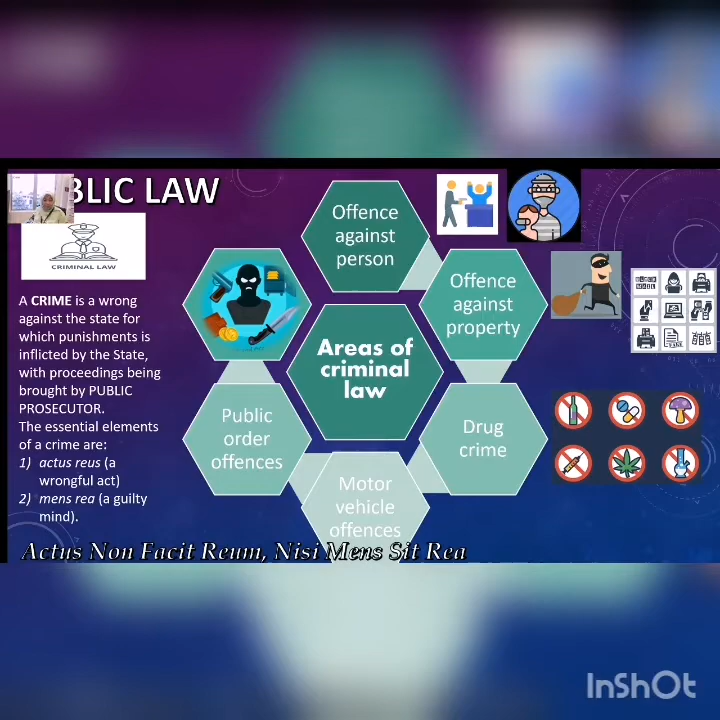 BLIC LAW
CRIMINAL LAW
A CRIME is a wrong
against the state for
which punishments is
inflicted by the State,
with proceedings being
brought by PUBLIC
PROSECUTOR.
The essential elements
of a crime are:
1) actus reus (a
wrongful act)
2) mens rea (a guilty
mind).
Offence
against
person
Offence
against
property
Drug
crime
Motor
vehicle
offences
Public
order
offences
Areas of
criminal
law
Actus Non Facit Reum, Nisi Mens Sit Rea
InShOt